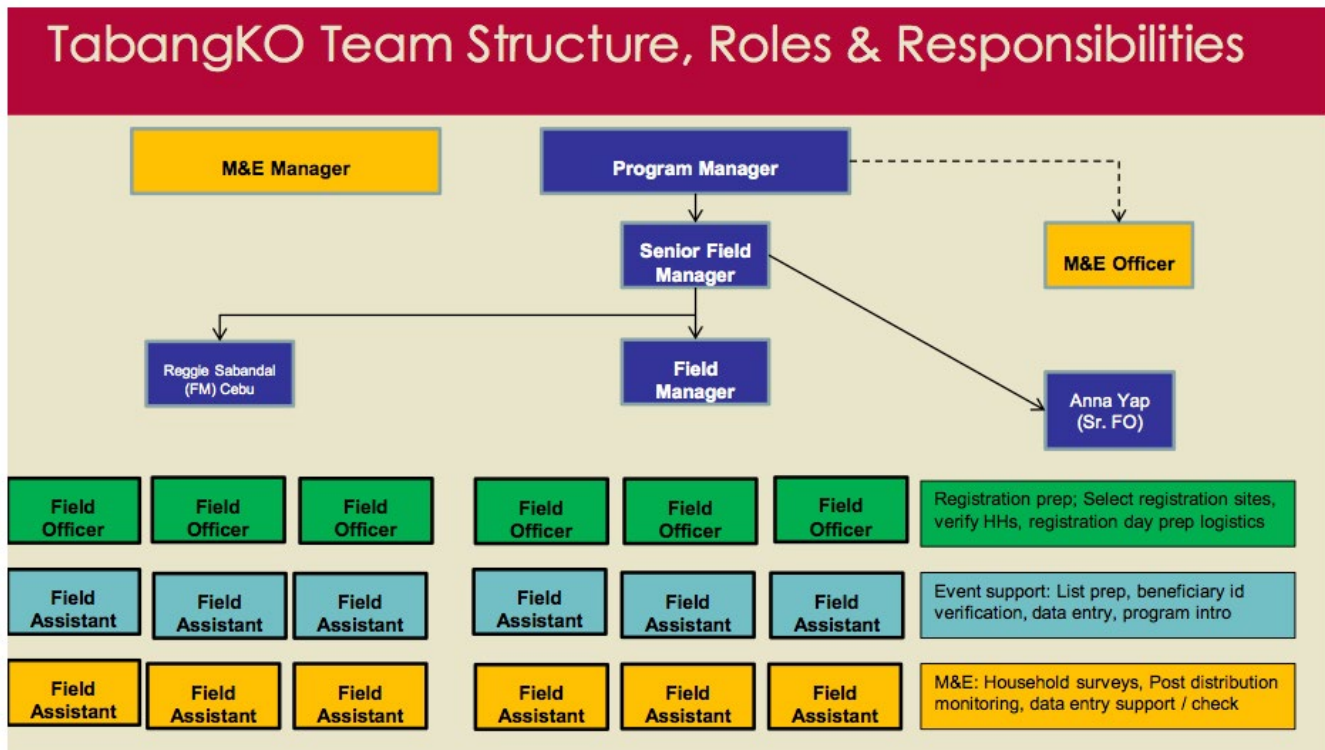 TabangKO Team Structure, Roles & Responsibilities
M&E Manager
Program Manager
Senior Field
Manager
M&E Officer
Reggie Sabandal
(FM) Cebu
Field
Manager
Anna Yap
(Sr. FO)
Field
Officer
Field
Officer
Field
Officer
Field
Officer
Field
Officer
Field
Officer
Registration prep; Select registration sites,
verify HHs, registration day prep logistics
Field
Assistant
Field
Assistant
Field
Assistant
Field
Assistant
Field
Assistant
Field
Assistant
Event support: List prep, beneficiary id
verification, data entry, program intro
Field
Assistant
Field
Assistant
Field
Assistant
Field
Assistant
Field
Assistant
Field
Assistant
M&E: Household surveys, Post distribution
monitoring, data entry support / check